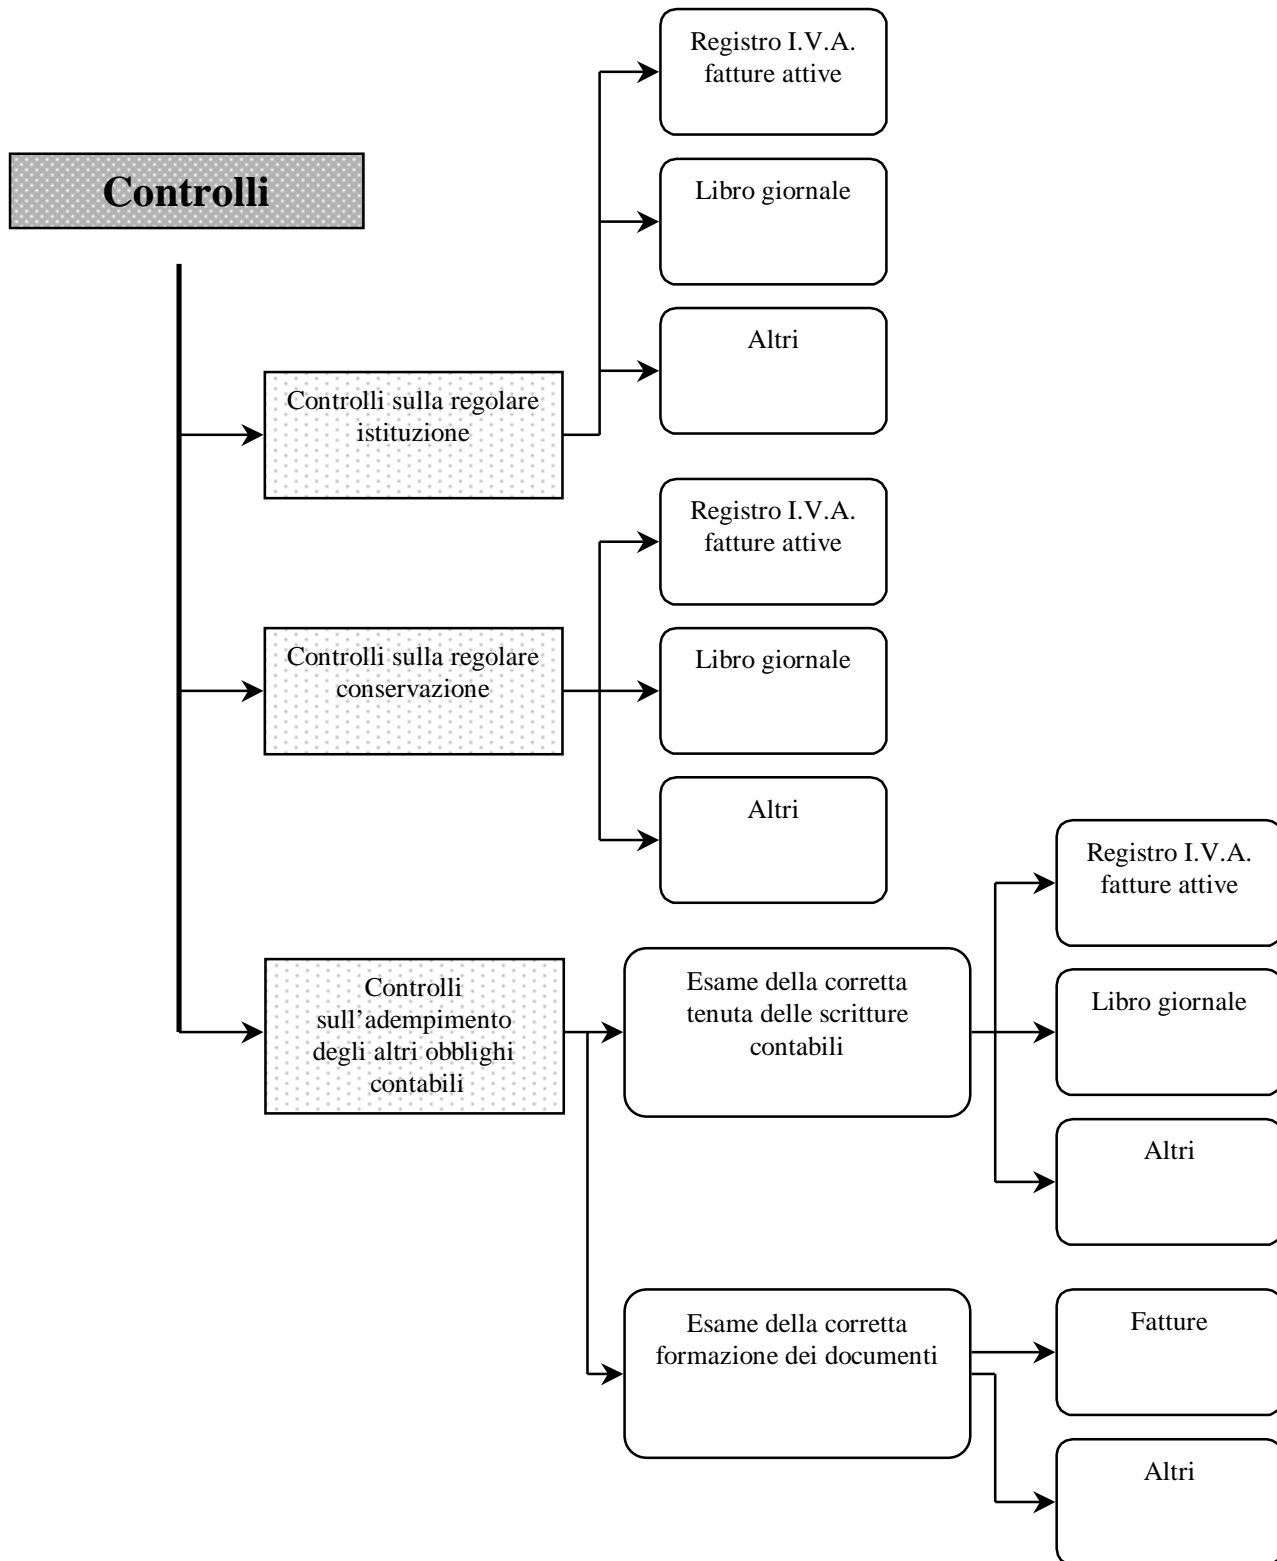 Registro I.V.A.
fatture attive
Controlli
Libro giornale
Altri
Controlli sulla regolare
istituzione
Registro I.V.A.
fatture attive
Controlli sulla regolare
conservazione
Libro giornale
Altri
Registro I.V.A.
fatture attive
Controlli
sull’adempimento
degli altri obblighi
contabili
Esame della corretta
tenuta delle scritture
contabili
Libro giornale
Altri
Esame della corretta
formazione dei documenti
Fatture
Altri